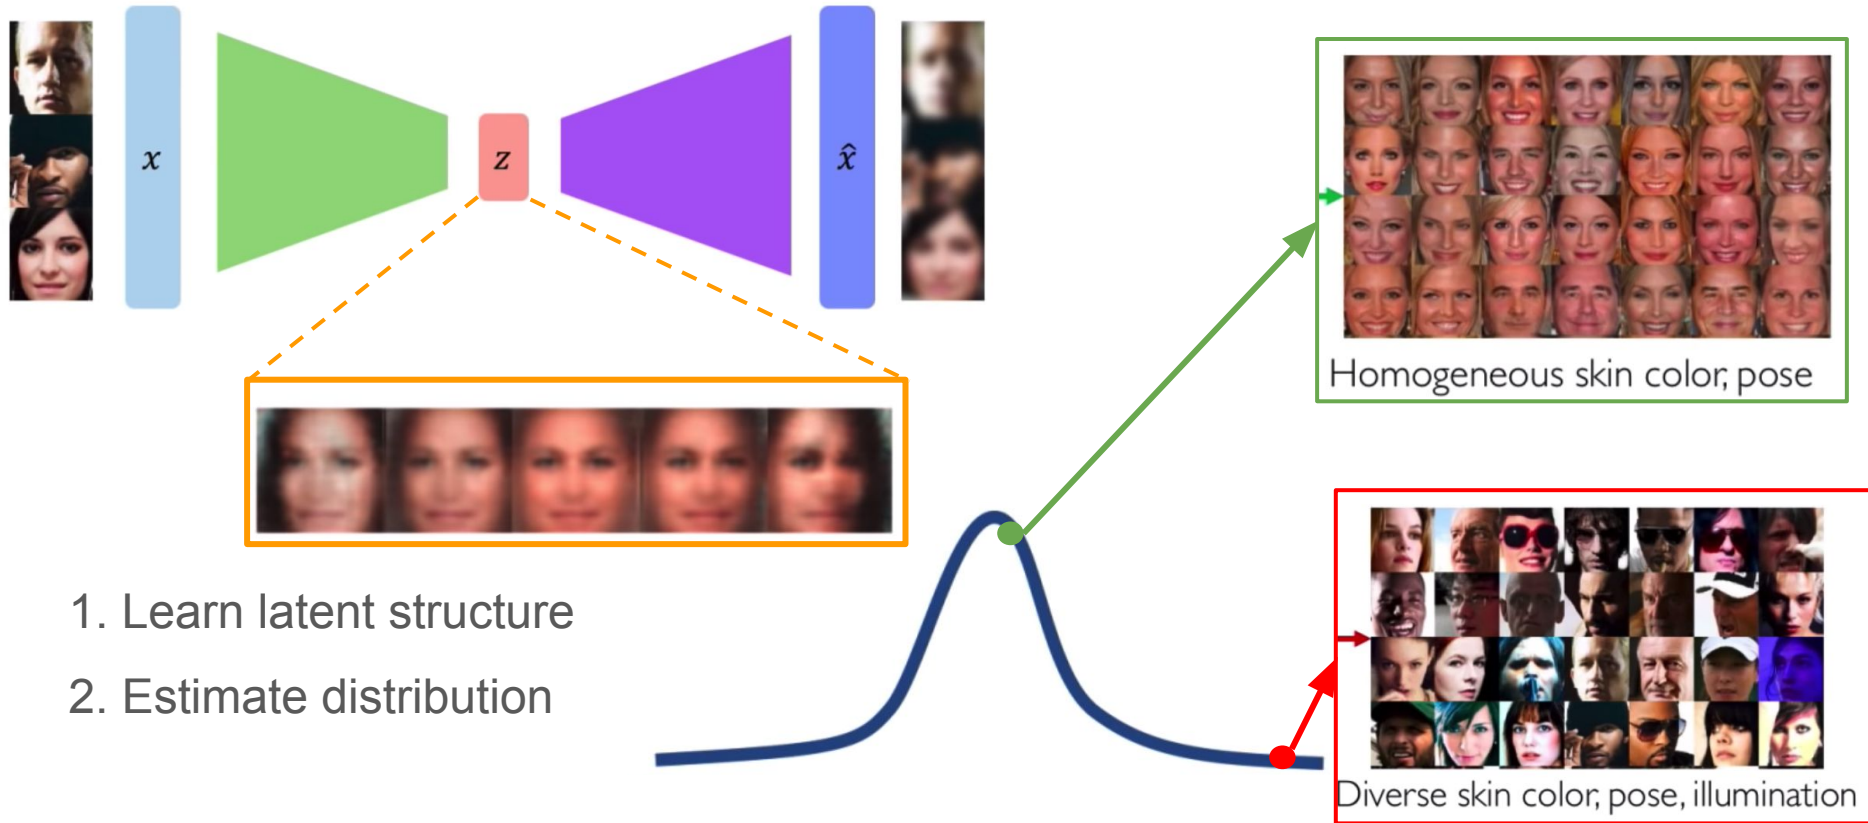 x
z
x̂
Homogeneous skin color, pose
1. Learn latent structure
2. Estimate distribution
Diverse skin color, pose, illumination